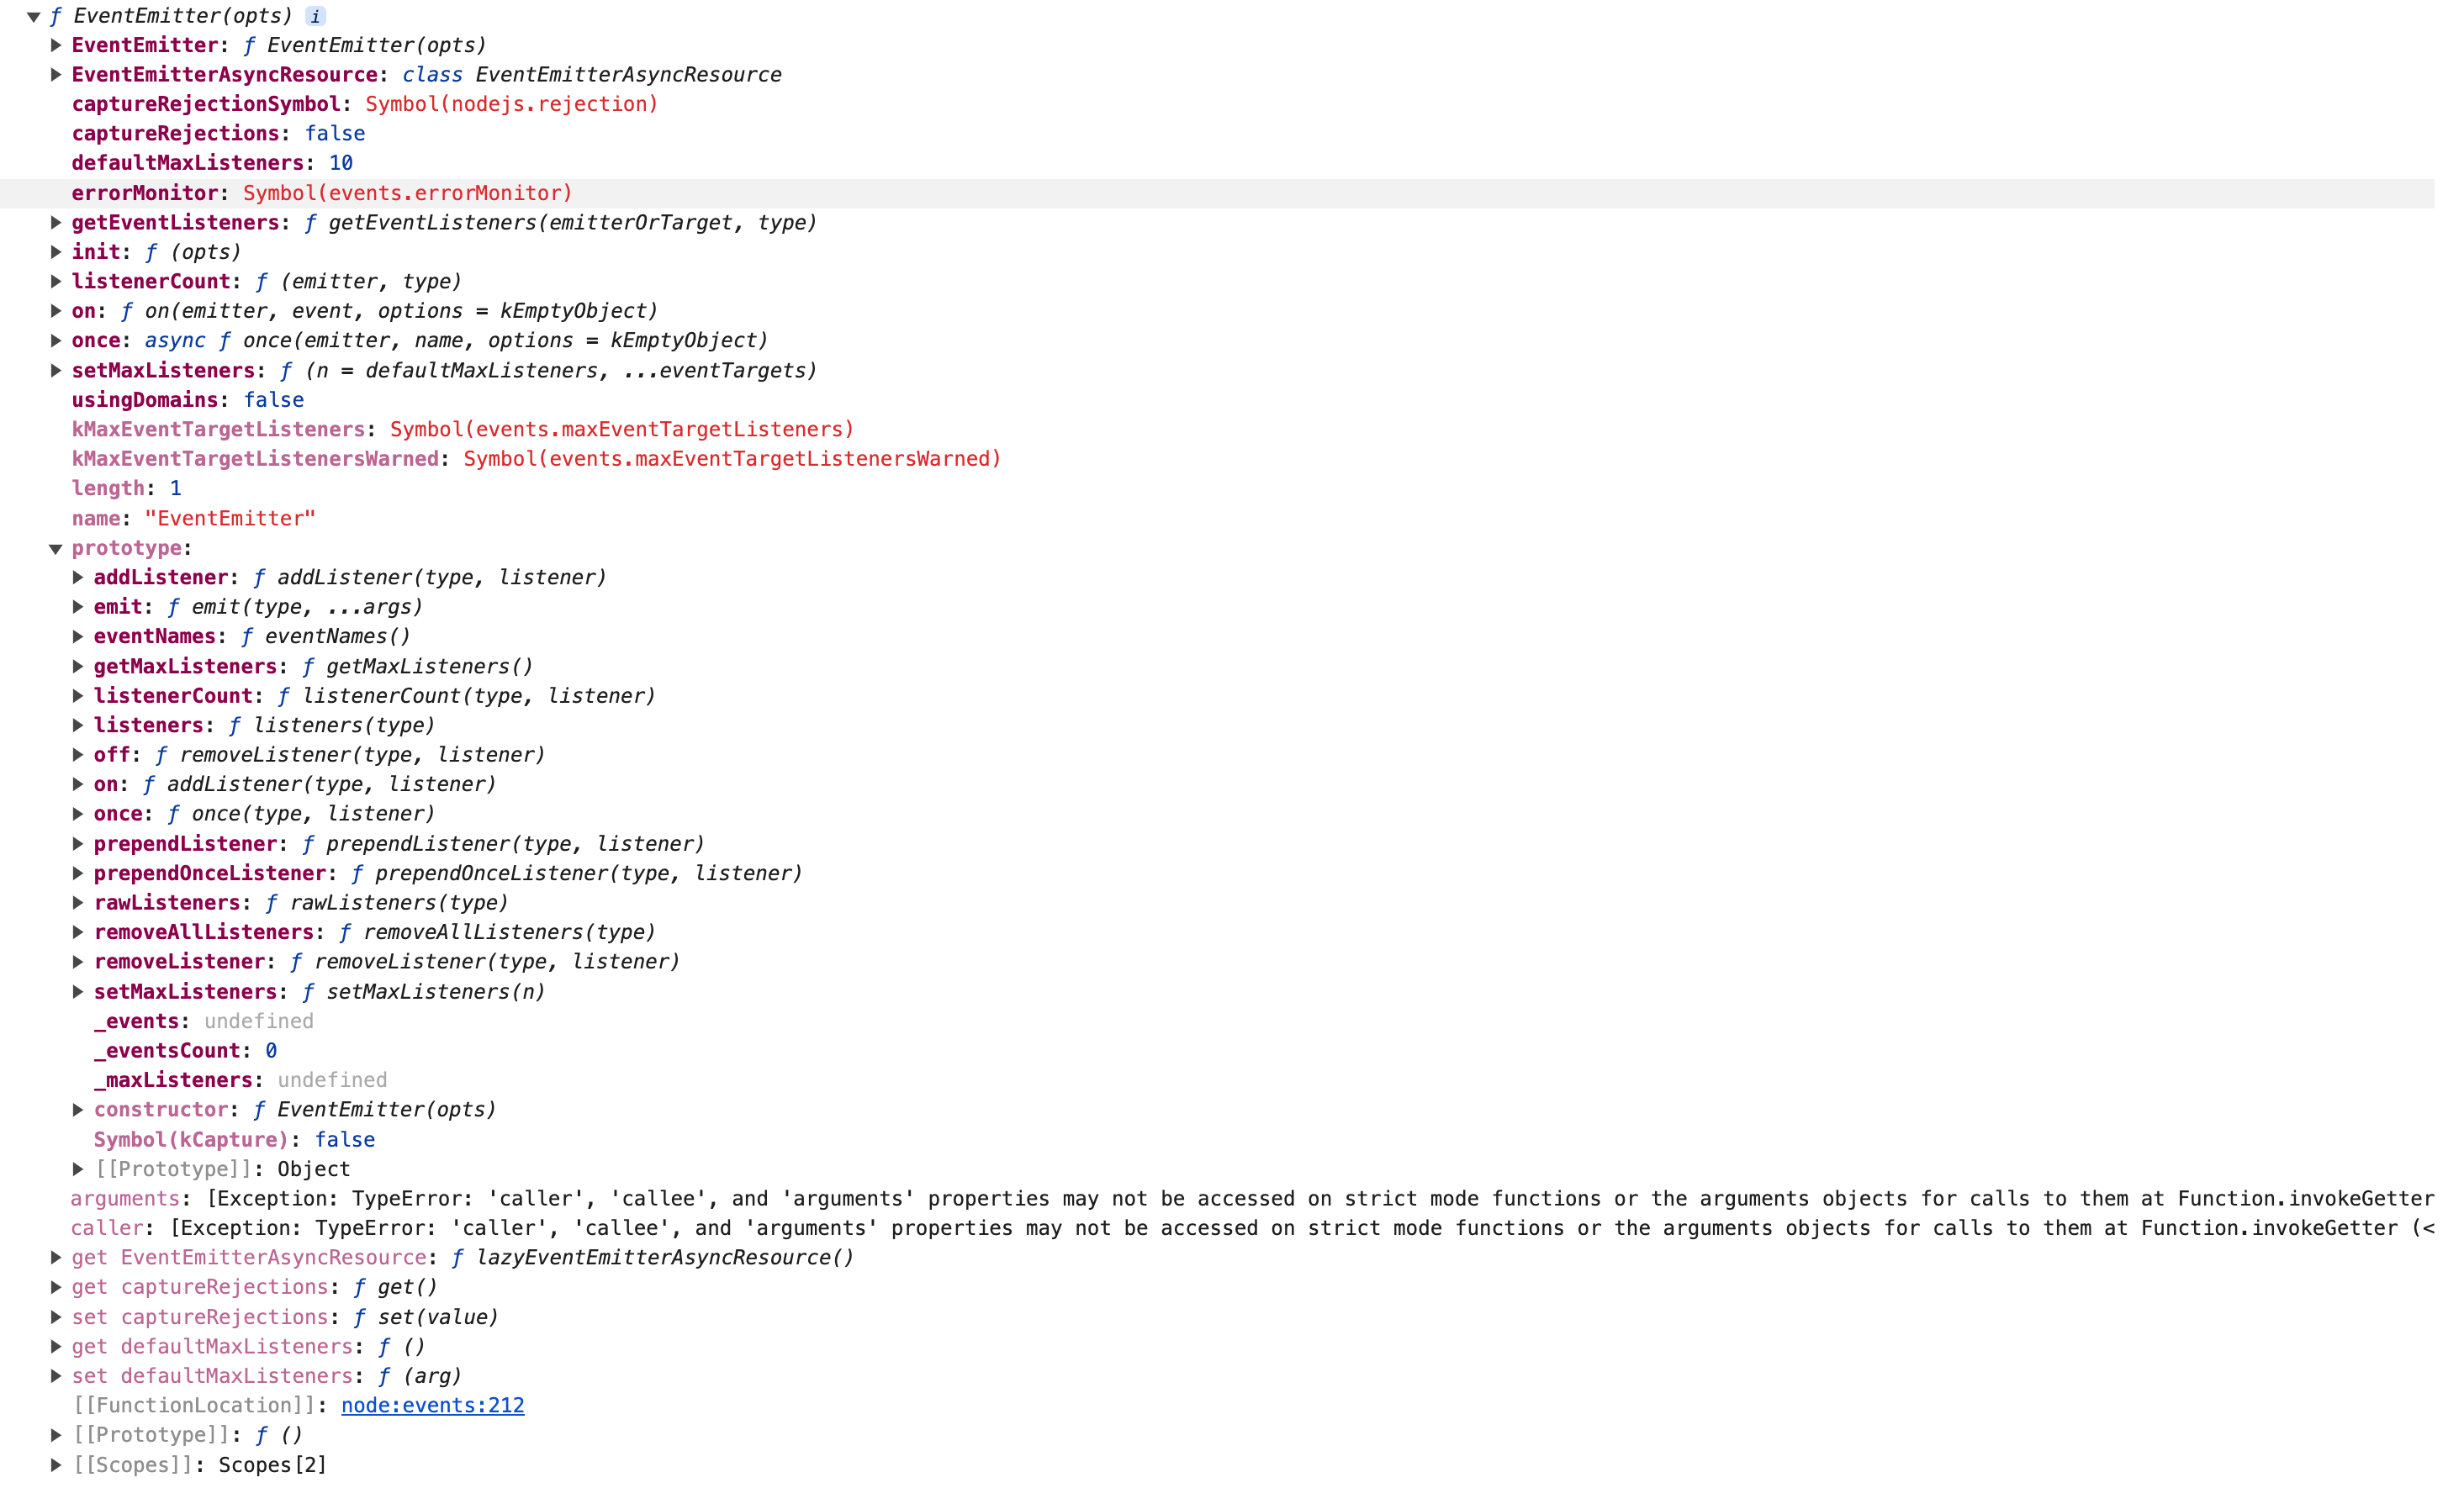 ▼ ƒ EventEmitter(opts) i
▶ EventEmitter: ƒ EventEmitter(opts)
▶ EventEmitterAsyncResource: class EventEmitterAsyncResource
captureRejectionSymbol: Symbol(nodejs.rejection)
captureRejections: false
defaultMaxListeners: 10
errorMonitor: Symbol(events.errorMonitor)
▶ getEventListeners: ƒ getEventListeners(emitterOrTarget, type)
▶ init: ƒ (opts)
▶ listenerCount: ƒ (emitter, type)
▶ on: ƒ on(emitter, event, options = kEmptyObject)
▶ once: async ƒ once(emitter, name, options = kEmptyObject)
▶ setMaxListeners: ƒ (n = defaultMaxListeners, ...eventTargets)
usingDomains: false
kMaxEventTargetListeners: Symbol(events.maxEventTargetListeners)
kMaxEventTargetListenersWarned: Symbol(events.maxEventTargetListenersWarned)
length: 1
name: "EventEmitter"
▼ prototype:
▶ addListener: ƒ addListener(type, listener)
▶ emit: ƒ emit(type, ...args)
▶ eventNames: ƒ eventNames()
▶ getMaxListeners: ƒ getMaxListeners()
▶ listenerCount: ƒ listenerCount(type, listener)
▶ listeners: ƒ listeners(type)
▶ off: ƒ removeListener(type, listener)
▶ on: ƒ addListener(type, listener)
▶ once: ƒ once(type, listener)
▶ prependListener: ƒ prependListener(type, listener)
▶ prependOnceListener: ƒ prependOnceListener(type, listener)
▶ rawListeners: ƒ rawListeners(type)
▶ removeAllListeners: ƒ removeAllListeners(type)
▶ removeListener: ƒ removeListener(type, listener)
▶ setMaxListeners: ƒ setMaxListeners(n)
_events: undefined
_eventsCount: 0
_maxListeners: undefined
▶ constructor: ƒ EventEmitter(opts)
Symbol(kCapture): false
▶ [[Prototype]]: Object
arguments: [Exception: TypeError: 'caller', 'callee', and 'arguments' properties may not be accessed on strict mode functions or the arguments objects for calls to them at Function.invokeGetter
caller: [Exception: TypeError: 'caller', 'callee', and 'arguments' properties may not be accessed on strict mode functions or the arguments objects for calls to them at Function.invokeGetter (<
▶ get EventEmitterAsyncResource: ƒ lazyEventEmitterAsyncResource()
▶ get captureRejections: ƒ get()
▶ set captureRejections: ƒ set(value)
▶ get defaultMaxListeners: ƒ ()
▶ set defaultMaxListeners: ƒ (arg)
[[FunctionLocation]]: node:events:212
▶ [[Prototype]]: ƒ ()
▶ [[Scopes]]: Scopes[2]